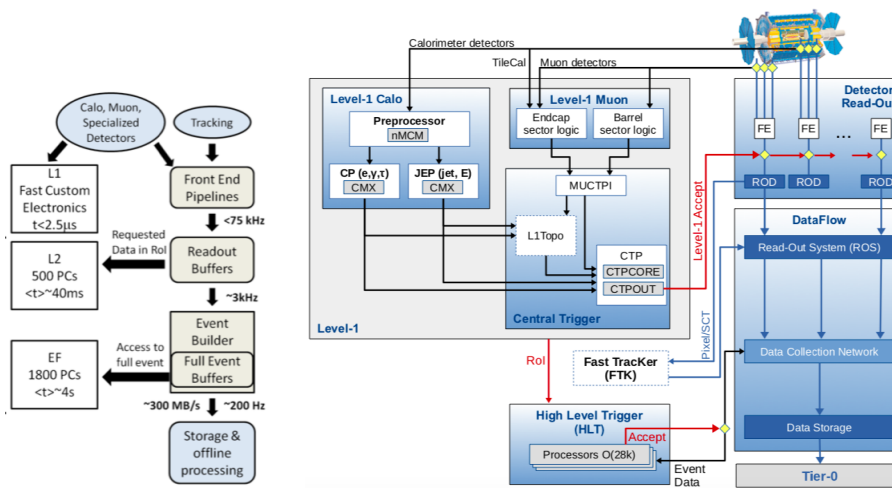 Calo, Muon,
Specialized
Detectors
Tracking
L1
Fast Custom
Electronics
t<2.5μs
Front End
Pipelines
<75 kHz
Requested
Data in RoI
L2
500 PCs
<t>~40ms
Readout
Buffers
~3kHz
Event
Builder
Full Event
Buffers
Access to
full event
EF
1800 PCs
<t>~4s
~300 MB/s
~200 Hz
Storage &
offline
processing
Calorimeter detectors
TileCal
Muon detectors
Level-1 Calo
Preprocessor
nMCM
CP (e,γ,τ)
CMX
JEP (jet, E)
CMX
Level-1 Muon
Endcap
sector logic
Barrel
sector logic
MUCTPI
L1Topo
CTP
CTPCORE
CTPOUT
Central Trigger
Level-1
Level-1 Accept
Detecto
Read-Ou
FE
FE
...
FE
ROD
ROD
ROD
DataFlow
Read-Out System (ROS)
Pixel/SCT
RoI
Fast TracKer
(FTK)
Data Collection Network
High Level Trigger
(HLT)
Accept
Processors O(28k)
Event
Data
Data Storage
Tier-0